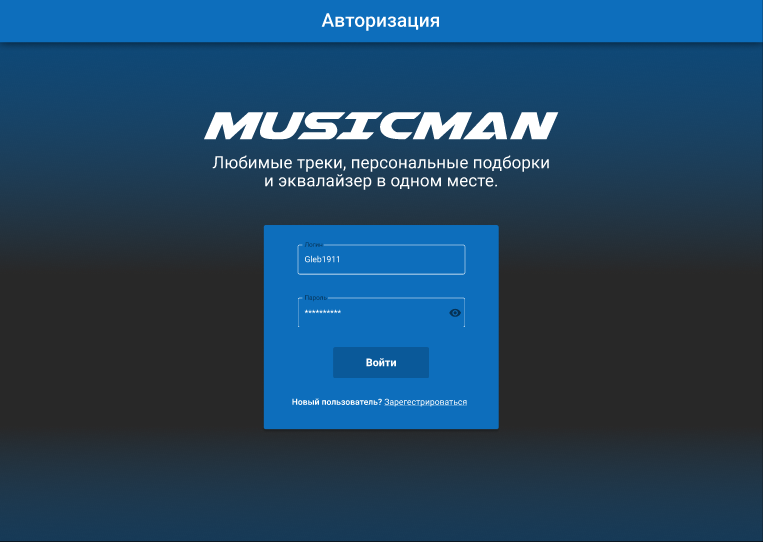 Авторизация
MUSICMAN
Любимые треки, персональные подборки
и эквалайзер в одном месте.
Логин
Gleb1911
Пароль
**********
Войти
Новый пользователь? Зарегестрироваться